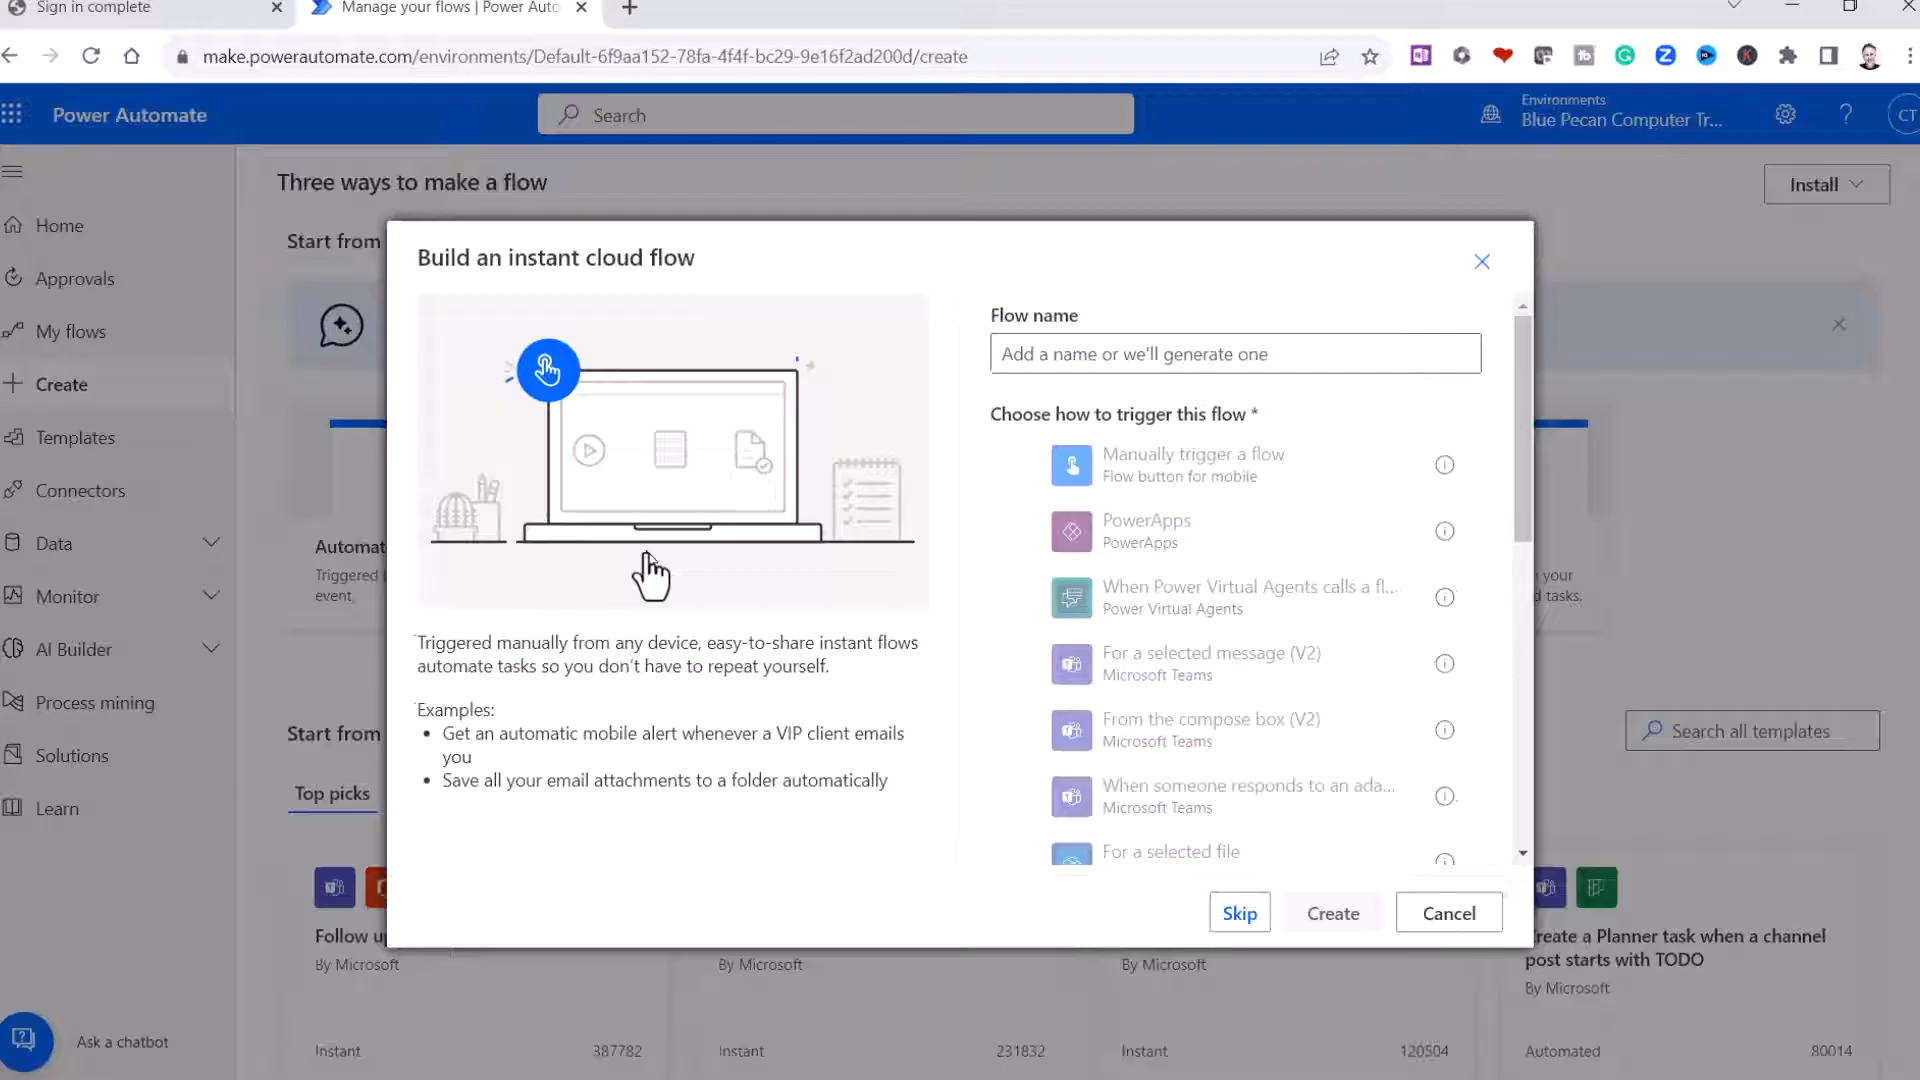 Sign in complete
Manage your flows | Power Auto
make.powerautomate.com/environments/Default-6f9aa152-78fa-4f4f-bc29-9e16f2ad200d/create
Power Automate
Search
Environments
Blue Pecan Computer Tr...
CT
Three ways to make a flow
Install
Home
Approvals
My flows
Create
Templates
Connectors
Data
Monitor
AI Builder
Process mining
Solutions
Learn
Ask a chatbot
Start from
Build an instant cloud flow
Flow name
Add a name or we'll generate one
Choose how to trigger this flow *
Manually trigger a flow
Flow button for mobile
PowerApps
PowerApps
When Power Virtual Agents calls a fl...
Power Virtual Agents
For a selected message (V2)
Microsoft Teams
From the compose box (V2)
Microsoft Teams
When someone responds to an ada...
Microsoft Teams
For a selected file
Triggered manually from any device, easy-to-share instant flows
automate tasks so you don't have to repeat yourself.
Examples:
• Get an automatic mobile alert whenever a VIP client emails
you
• Save all your email attachments to a folder automatically
Skip
Create
Cancel
Automat
Triggered
event,
your
d tasks.
Start from
Search all templates
Top picks
Follow u
By Microsoft
Instant
387782
By Microsoft
Instant
231832
By Microsoft
Instant
120504
Create a Planner task when a channel
post starts with TODO
By Microsoft
Automated
80014